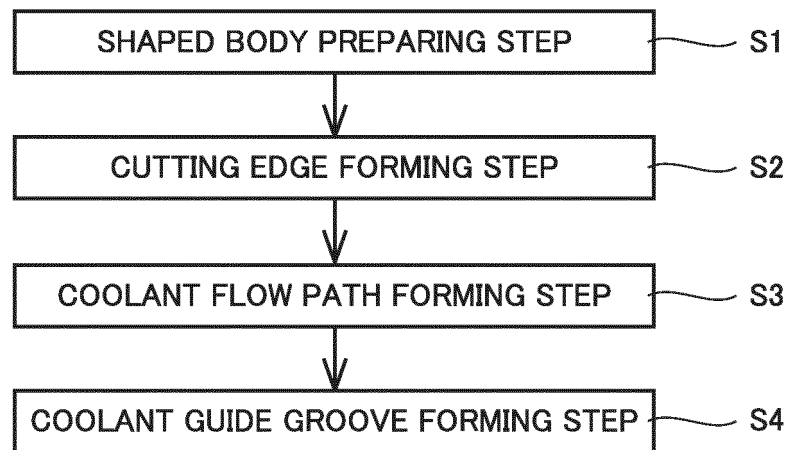 SHAPED BODY PREPARING STEP S1
CUTTING EDGE FORMING STEP S2
COOLANT FLOW PATH FORMING STEP S3
COOLANT GUIDE GROOVE FORMING STEP S4